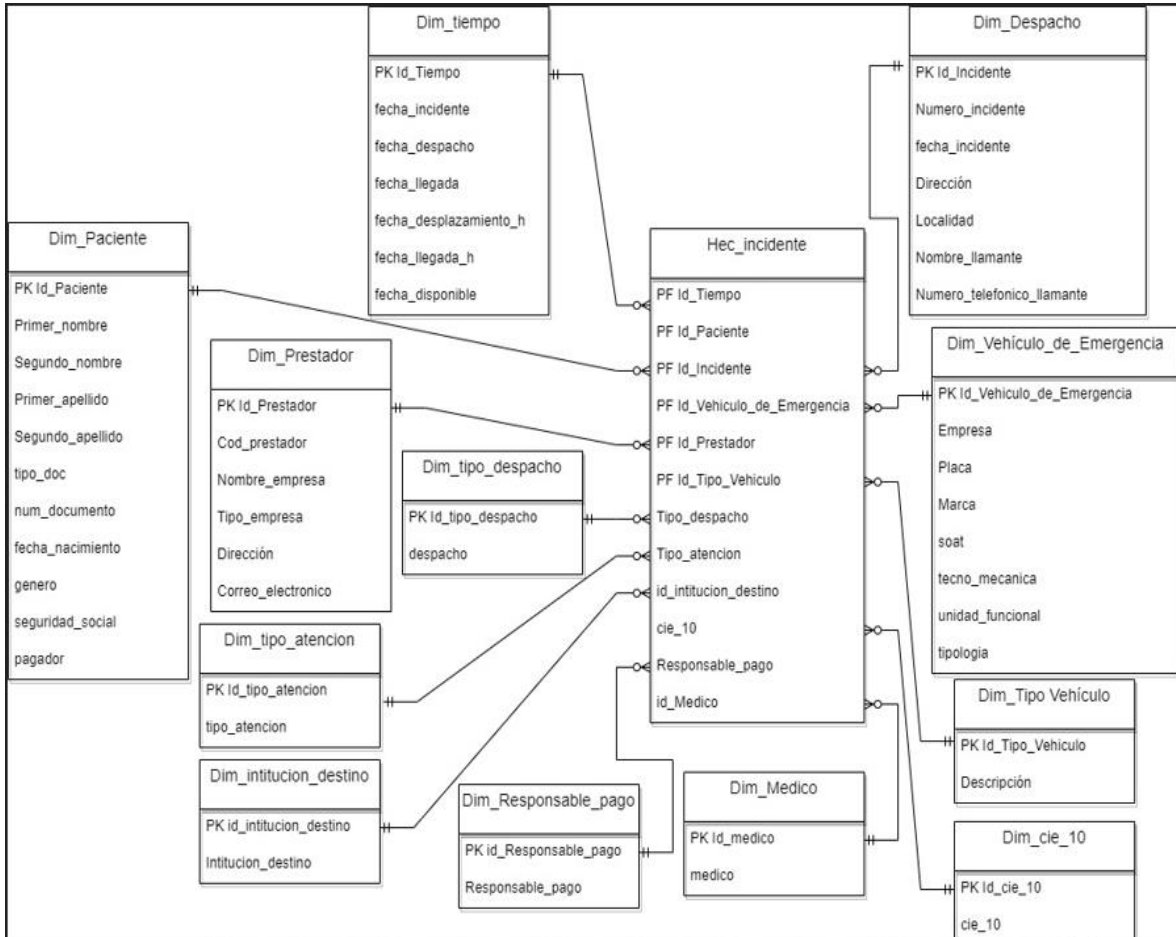 Dim_tiempo
PK Id_Tiempo
fecha_incidente
fecha_despacho
fecha_llegada
fecha_desplazamiento_h
fecha_llegada_h
fecha_disponible
Dim_Despacho
PK Id_Incidente
Numero_incidente
fecha_incidente
Dirección
Localidad
Nombre_llamante
Numero_telefonico_llamante
Dim_Paciente
PK Id_Paciente
Primer_nombre
Segundo_nombre
Primer_apellido
Segundo_apellido
tipo_doc
num_documento
fecha_nacimiento
genero
seguridad_social
pagador
Hec_incidente
PF Id_Tiempo
PF Id_Paciente
PF Id_Incidente
PF Id_Vehiculo_de_Emergencia
PF Id_Prestador
PF Id_Tipo_Vehiculo
Tipo_despacho
Tipo_atencion
id_intitucion_destino
cie_10
Responsable_pago
id_Medico
Dim_Prestador
PK Id_Prestador
Cod_prestador
Nombre_empresa
Tipo_empresa
Dirección
Correo_electronico
Dim_Vehículo_de_Emergencia
PK Id_Vehiculo_de_Emergencia
Empresa
Placa
Marca
soat
tecno_mecanica
unidad_funcional
tipologia
Dim_tipo_despacho
PK Id_tipo_despacho
despacho
Dim_tipo_atencion
PK Id_tipo_atencion
tipo_atencion
Dim_Tipo Vehículo
PK Id_Tipo_Vehiculo
Descripción
Dim_intitucion_destino
PK id_intitucion_destino
Intitucion_destino
Dim_Responsable_pago
PK id_Responsable_pago
Responsable_pago
Dim_Medico
PK Id_medico
medico
Dim_cie_10
PK Id_cie_10
cie_10